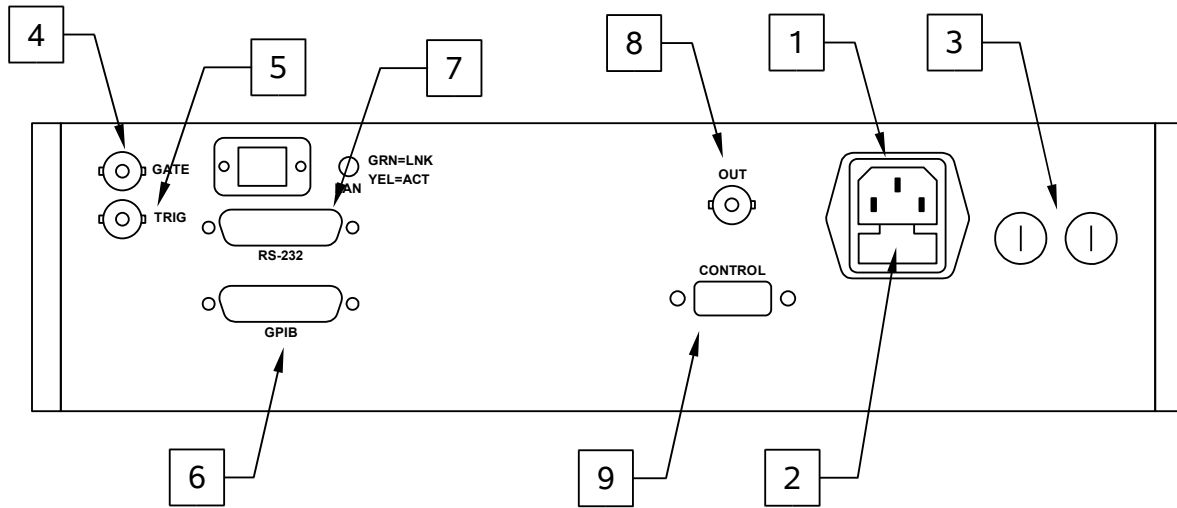 4
5
7
8
1
3
GATE
GRN=LNK
YEL=ACT
TRIG
RS-232
OUT
CONTROL
GPIB
6
9
2